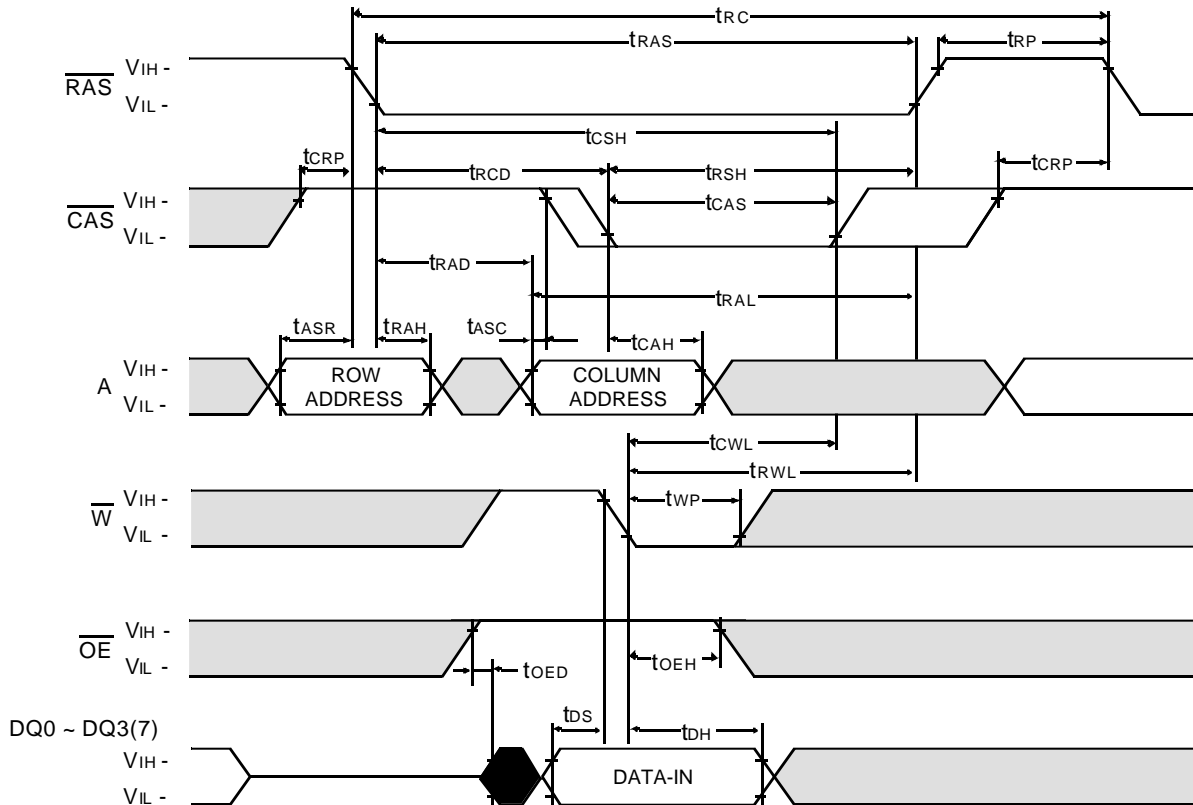 tRC
tRAS
tRP
RAS
VIH -
VIL -
tCSH
tCRP
tRCD
tRSH
tCRP
CAS
VIH -
VIL -
tCAS
tRAD
tRAL
tASR
tRAH
tASC
tCAH
A
VIH -
VIL -
ROW
ADDRESS
COLUMN
ADDRESS
tCWL
tRWL
W
VIH -
VIL -
tWP
OE
VIH -
VIL -
tOED
tOEH
DQ0 ~ DQ3(7)
tDS
tDH
VIH -
VIL -
DATA-IN